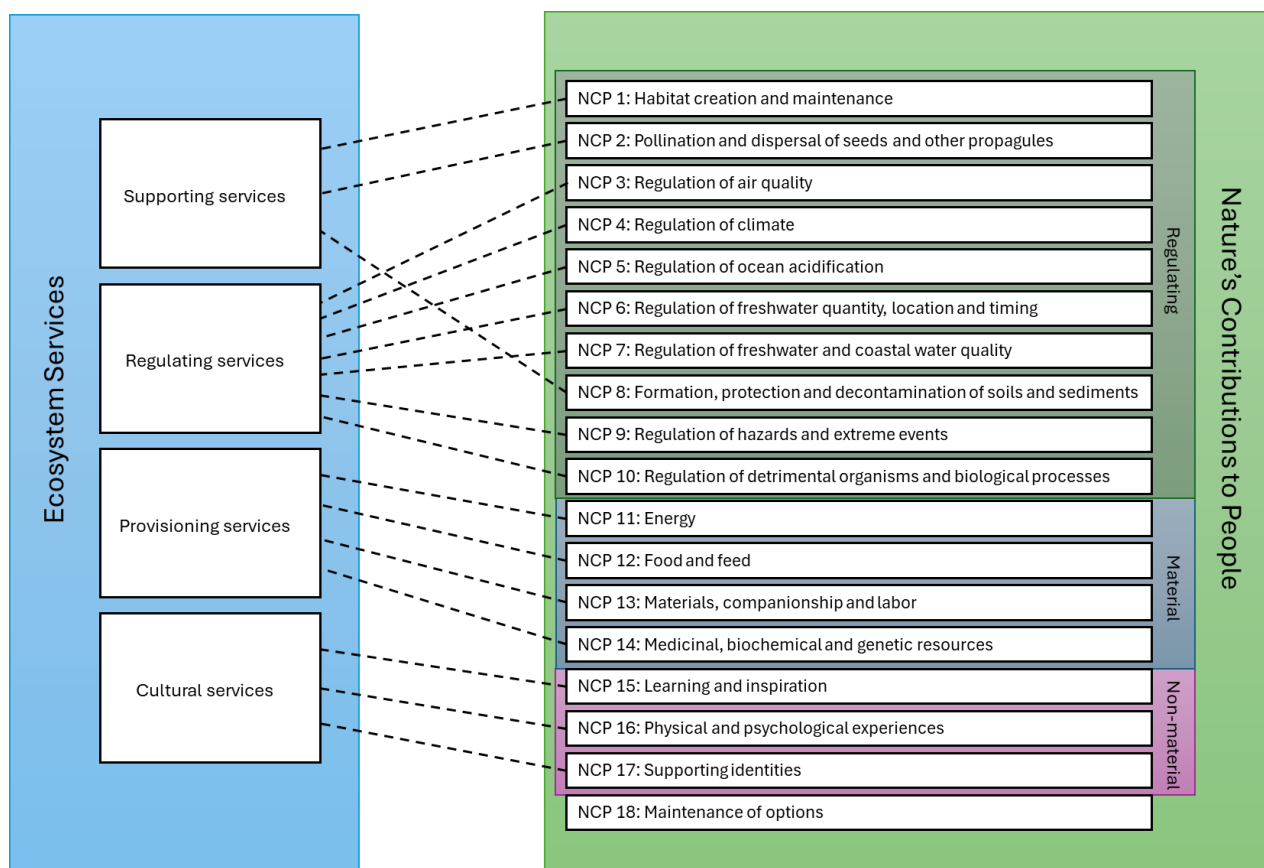 Ecosystem Services
Supporting services
Regulating services
Provisioning services
Cultural services
NCP 1: Habitat creation and maintenance
NCP 2: Pollination and dispersal of seeds and other propagules
NCP 3: Regulation of air quality
NCP 4: Regulation of climate
NCP 5: Regulation of ocean acidification
NCP 6: Regulation of freshwater quantity, location and timing
NCP 7: Regulation of freshwater and coastal water quality
NCP 8: Formation, protection and decontamination of soils and sediments
NCP 9: Regulation of hazards and extreme events
NCP 10: Regulation of detrimental organisms and biological processes
NCP 11: Energy
NCP 12: Food and feed
NCP 13: Materials, companionship and labor
NCP 14: Medicinal, biochemical and genetic resources
NCP 15: Learning and inspiration
NCP 16: Physical and psychological experiences
NCP 17: Supporting identities
NCP 18: Maintenance of options
Regulating
Material
Non-material
Nature's Contributions to People